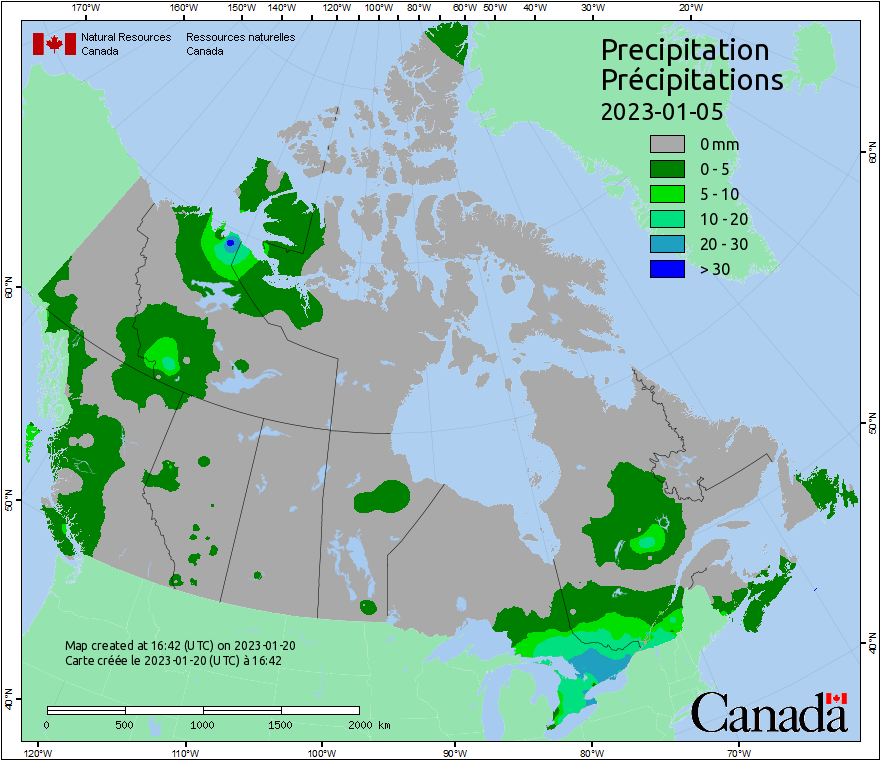 170°W 160°W 150°W 140°W 120°W 100°W 80°W 60°W 50°W 40°W 30°W 20°W
Natural Resources Ressources naturelles
Canada Canada
Precipitation
Précipitations
2023-01-05
0 mm
0 - 5
5 - 10
10 - 20
20 - 30
> 30
60°N
60°N
50°N
50°N
40°N
40°N
Map created at 16:42 (UTC) on 2023-01-20
Carte créée le 2023-01-20 (UTC) à 16:42
0 500 1000 1500 2000 km
Canada
120°W 110°W 100°W 90°W 80°W 70°W